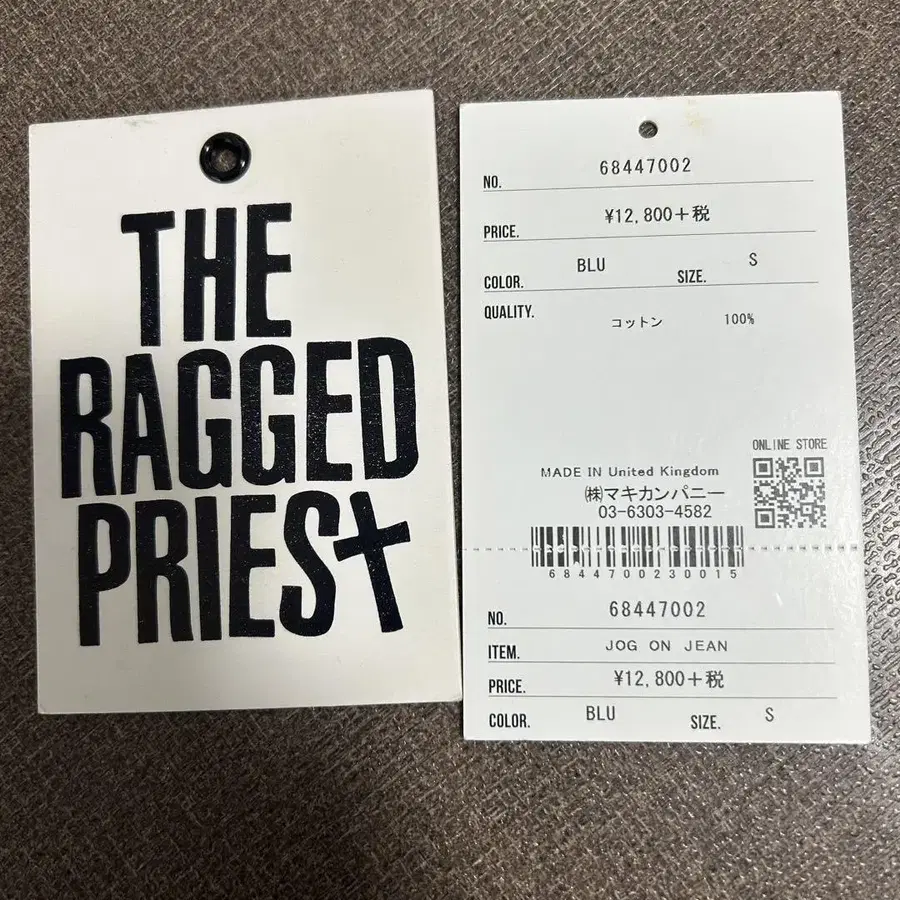 THE
RAGGED
PRIEST
NO. 68447002
PRICE. ¥12,800+税
COLOR. BLU SIZE. S
QUALITY.
コットン 100%
ONLINE STORE
MADE IN United Kingdom
㈱マキカンパニー
03-6303-4582
6844700230015
NO. 68447002
ITEM. JOG ON JEAN
PRICE. ¥12,800+税
COLOR. BLU SIZE. S